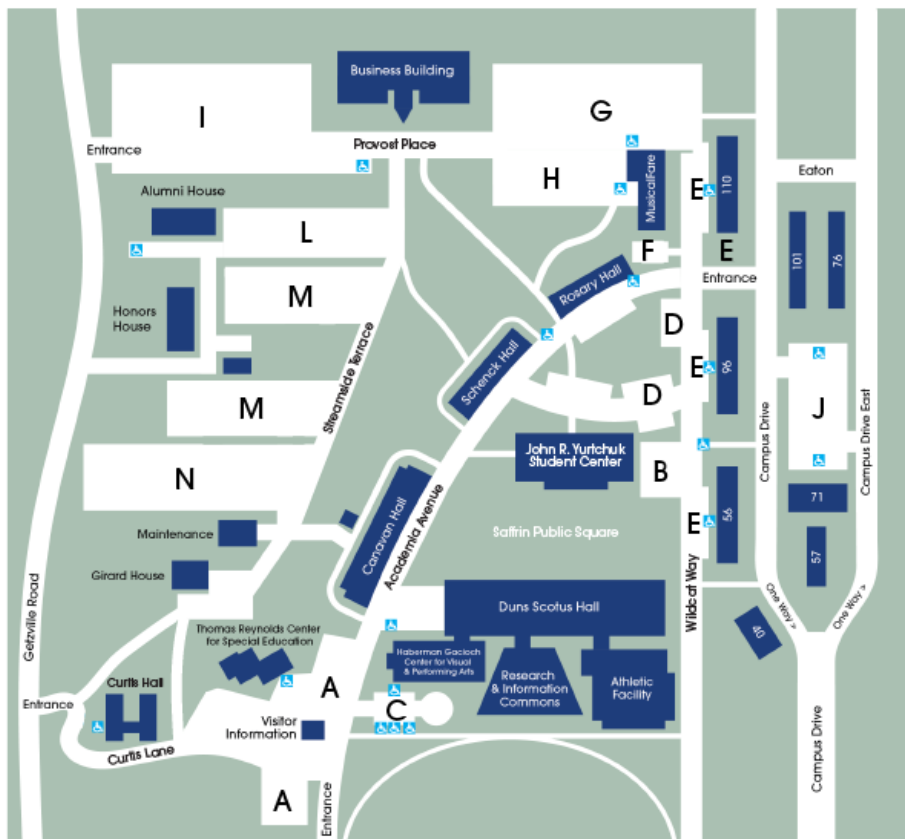 Business Building
I
G
Provost Place
Entrance
H
MusicalFare
E
110
Eaton
Alumni House
L
F
E
101
76
Rosary Hall
Entrance
Honors
House
M
D
Streamside Terrace
Schenck Hall
E
96
M
D
J
Campus Drive
Campus Drive East
John R. Yurtchuk
Student Center
B
N
71
Canavan Hall
Academia Avenue
Maintenance
Saffrin Public Square
E
56
57
Girard House
Getzville Road
Wildcat Way
Duns Scotus Hall
One Way >
One Way >
40
Thomas Reynolds Center
for Special Education
Haberman Gacioch
Center for Visual
& Performing Arts
Research
& Information
Commons
Athletic
Facility
Curtis Hall
A
Entrance
C
Visitor
Information
Curtis Lane
Campus Drive
A
Entrance